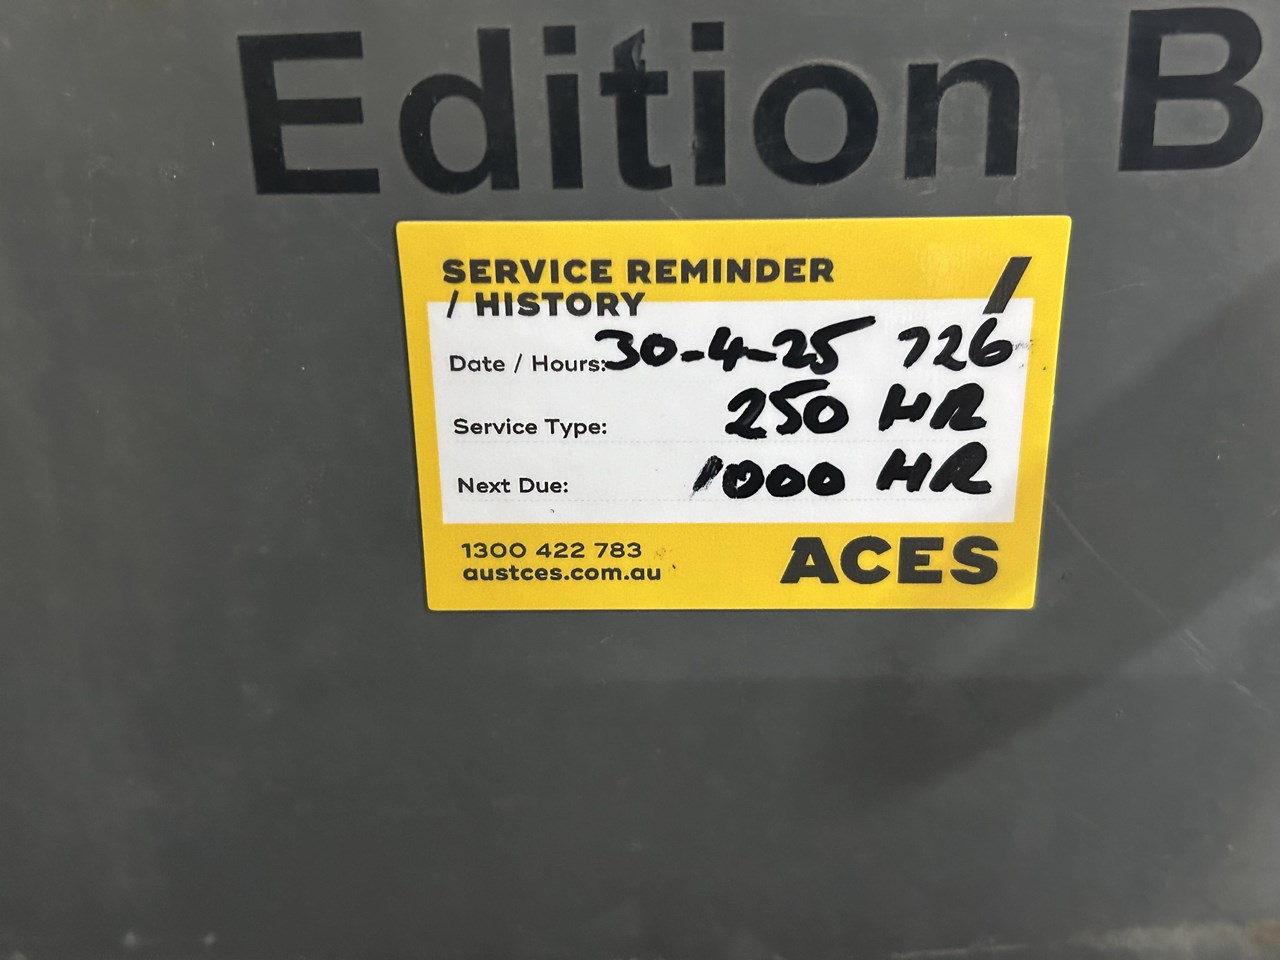 Edition B
SERVICE REMINDER
/ HISTORY
Date / Hours: 30-4-25 726
Service Type: 250 HR
Next Due: 1000 HR
1300 422 783
austces.com.au
ACES